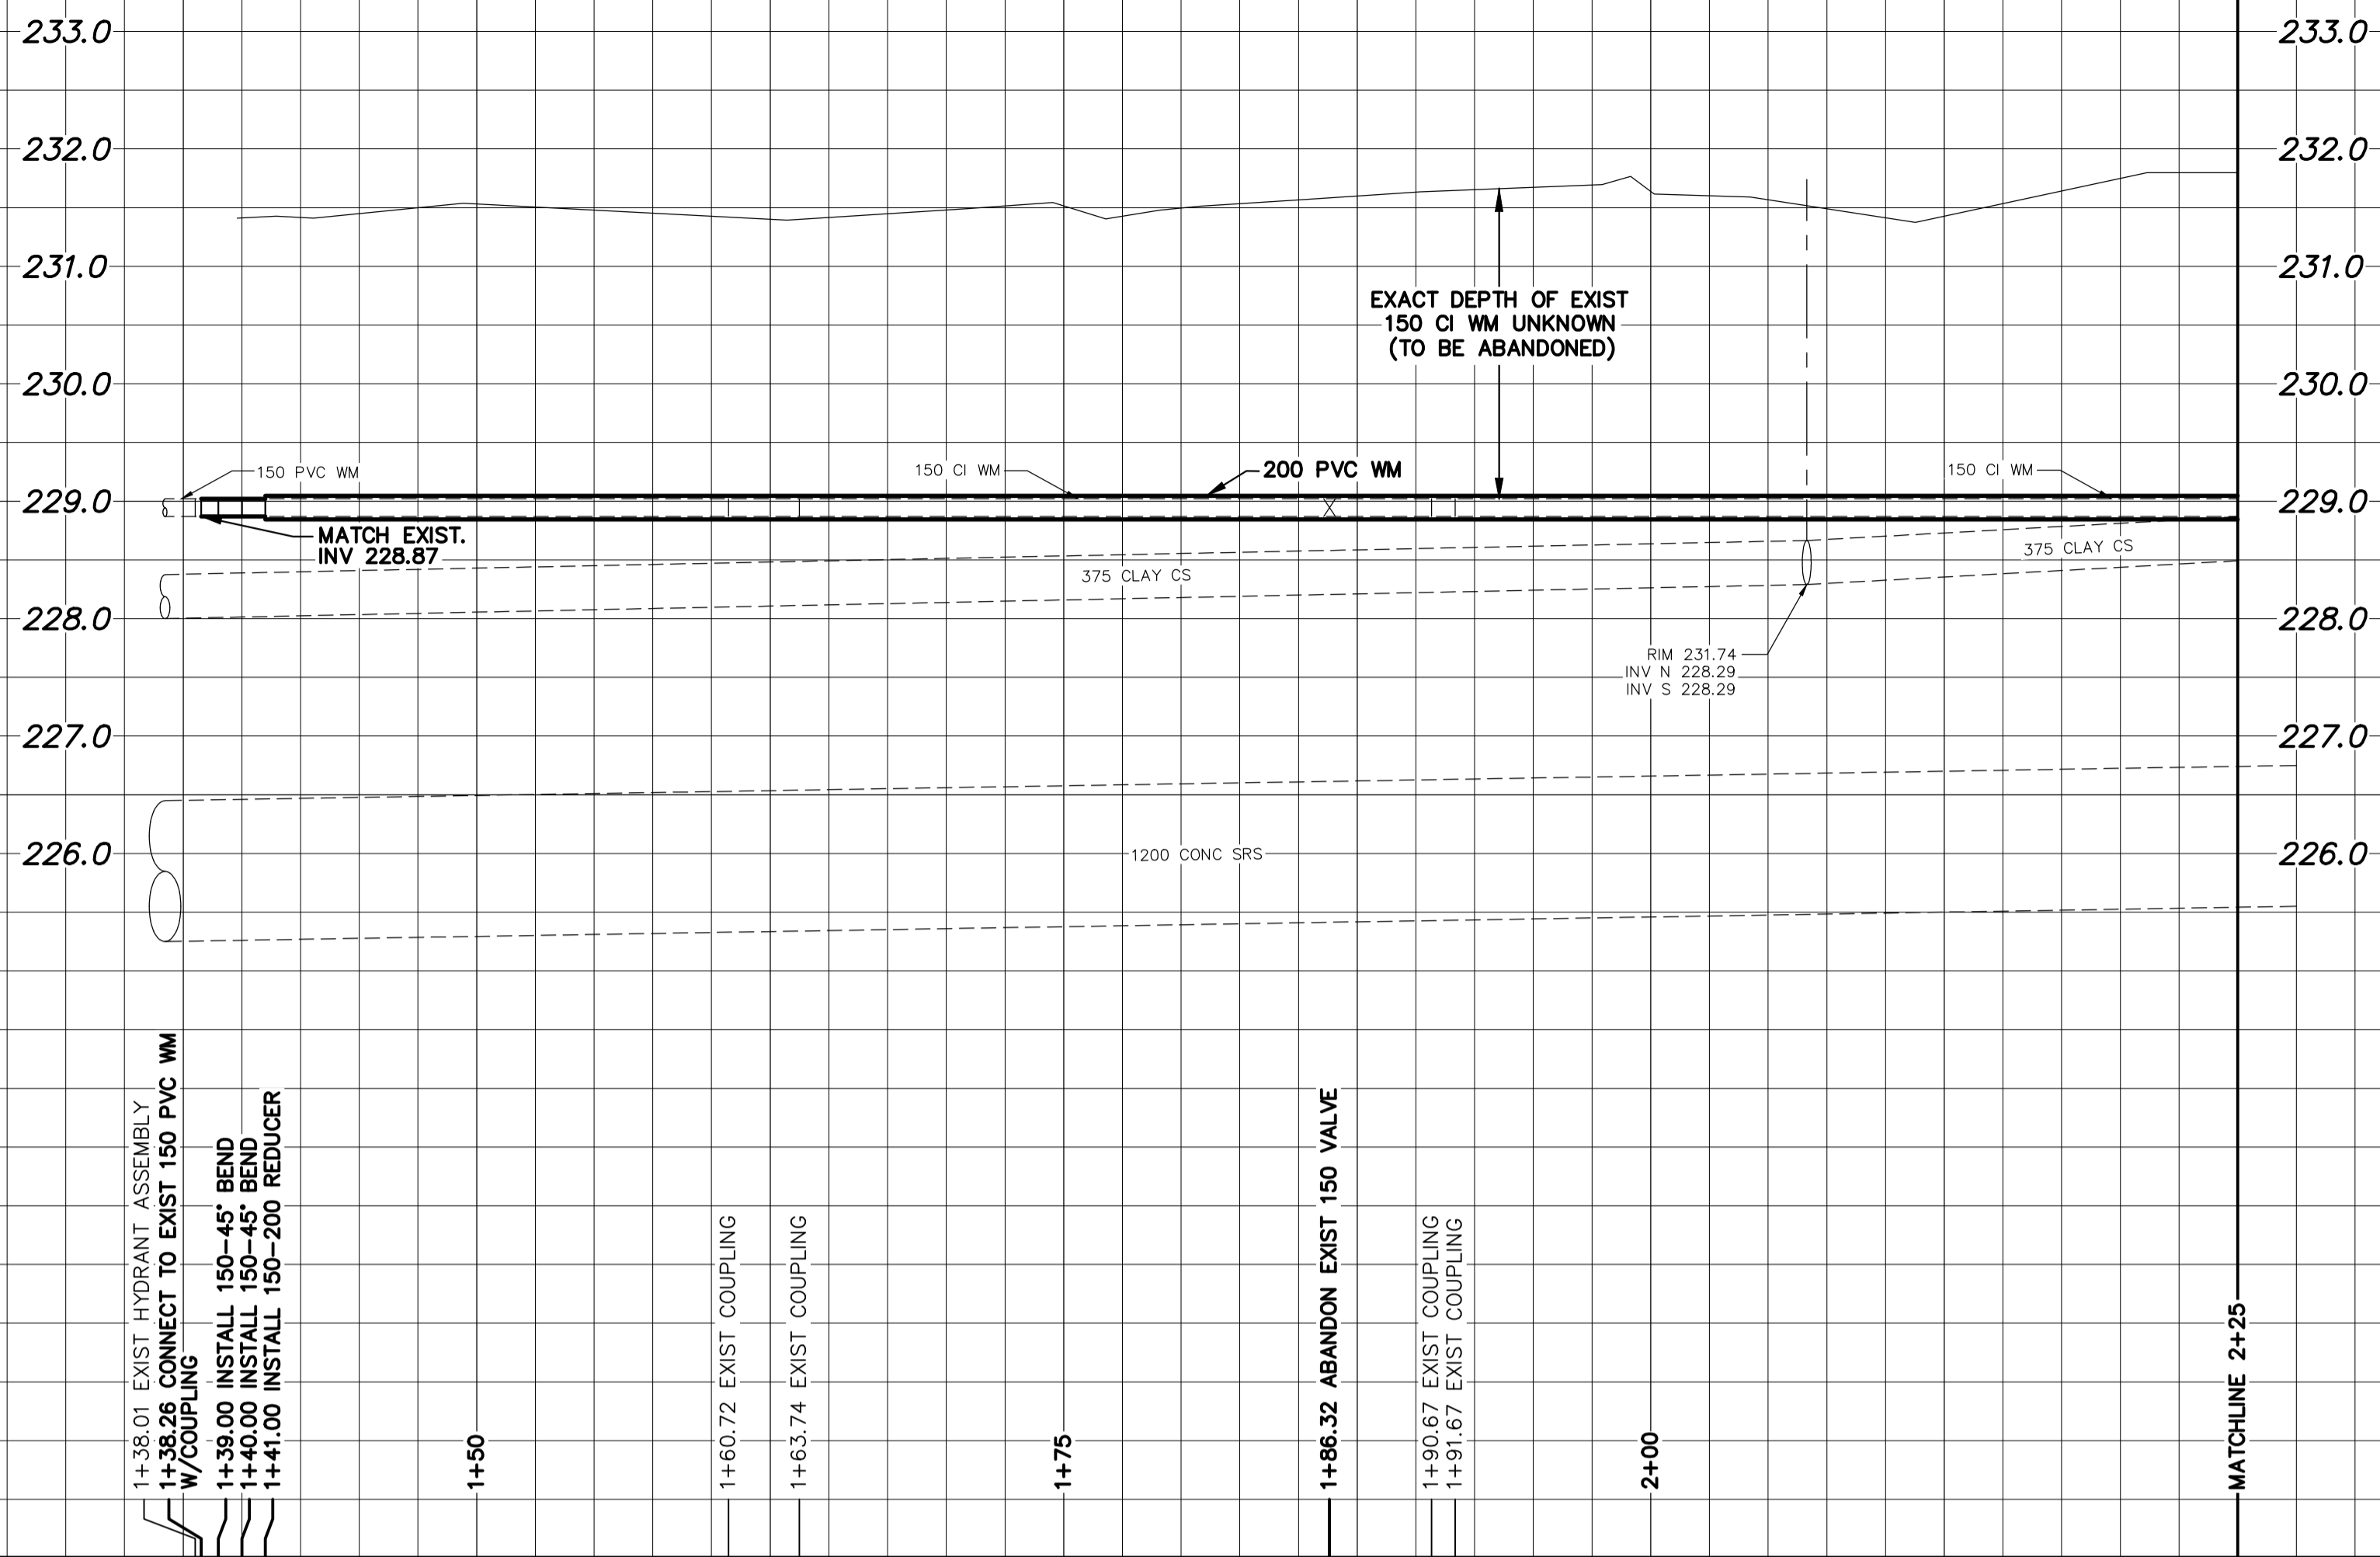 233.0
233.0
232.0
232.0
231.0
231.0
EXACT DEPTH OF EXIST
150 CI WM UNKNOWN
(TO BE ABANDONED)
230.0
230.0
150 PVC WM
150 CI WM
200 PVC WM
150 CI WM
229.0
229.0
MATCH EXIST.
INV 228.87
375 CLAY CS
375 CLAY CS
228.0
228.0
RIM 231.74
INV N 228.29
INV S 228.29
227.0
227.0
226.0
1200 CONC SRS
226.0
1+38.01 EXIST HYDRANT ASSEMBLY
1+38.26 CONNECT TO EXIST 150 PVC WM
W/COUPLING
1+39.00 INSTALL 150-45° BEND
1+40.00 INSTALL 150-45° BEND
1+41.00 INSTALL 150-200 REDUCER
1+50
1+60.72 EXIST COUPLING
1+63.74 EXIST COUPLING
1+75
1+86.32 ABANDON EXIST 150 VALVE
1+90.67 EXIST COUPLING
1+91.67 EXIST COUPLING
2+00
MATCHLINE 2+25